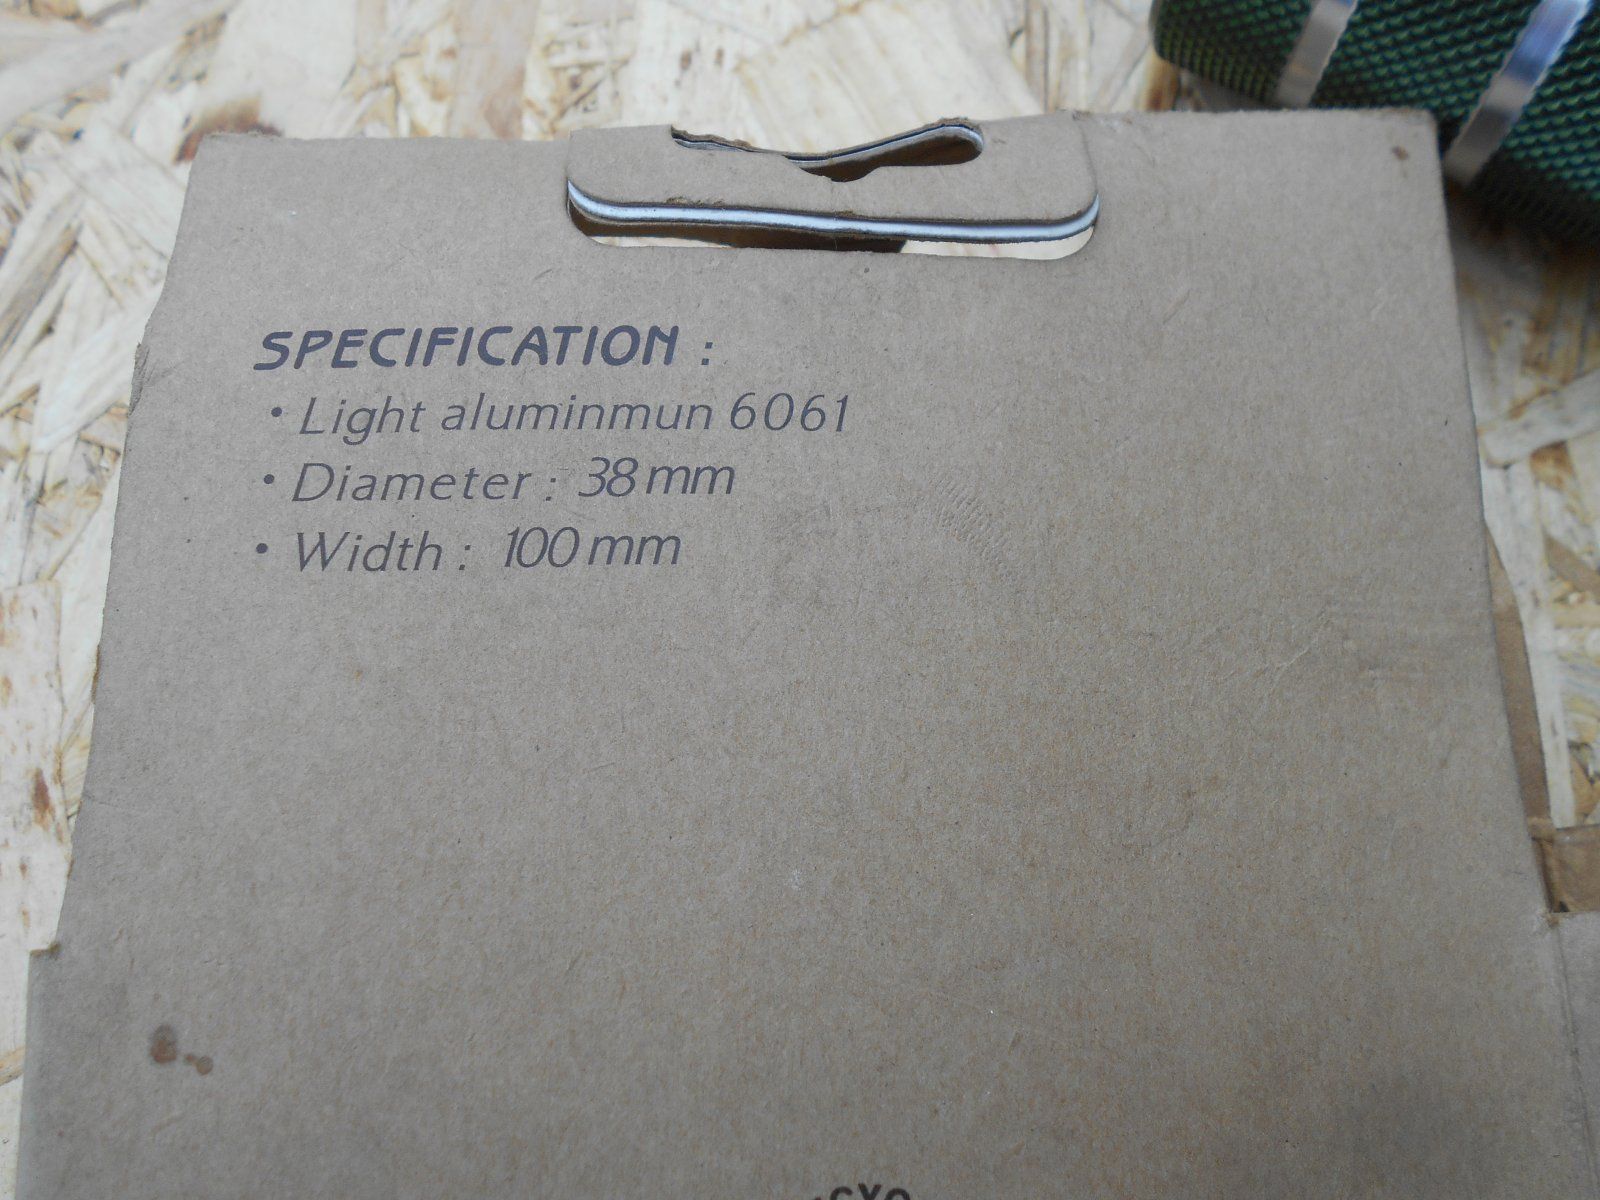 SPECIFICATION :
• Light aluminmun 6061
• Diameter : 38 mm
• Width : 100 mm